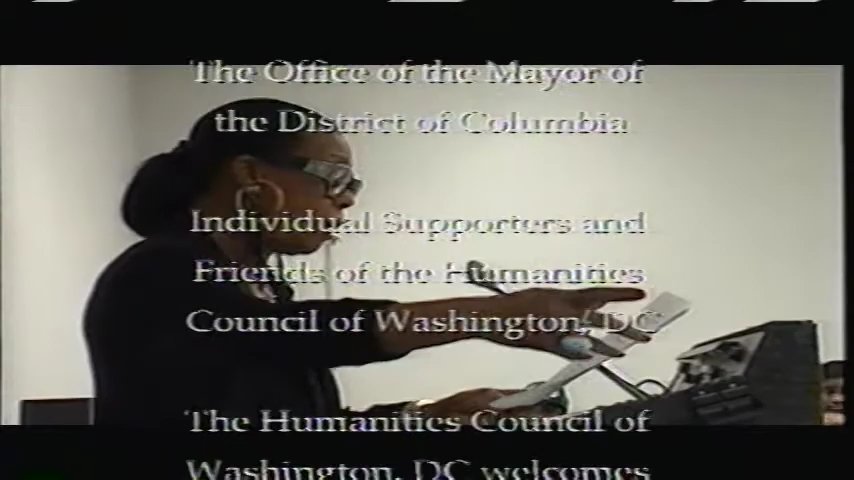 The Office of the Mayor of
the District of Columbia
Individual Supporters and
Friends of the Humanities
Council of Washington, DC
The Humanities Council of
Washington, DC welcomes